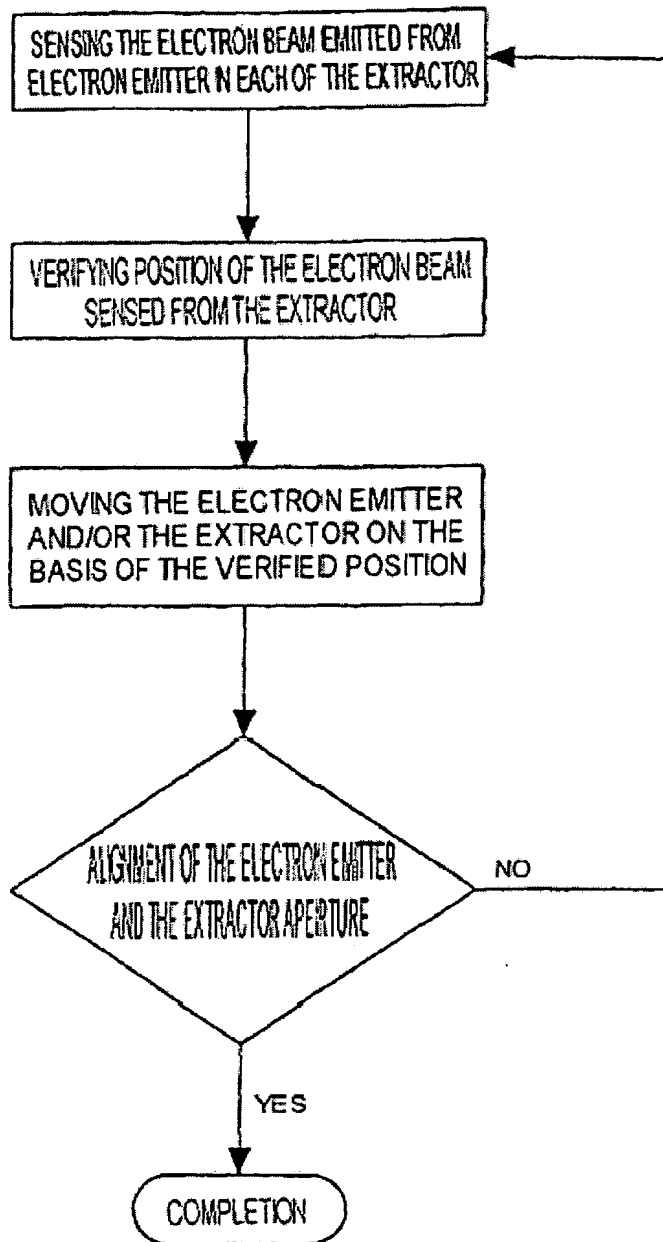 SENSING THE ELECTRON BEAM EMITTED FROM
ELECTRON EMITTER IN EACH OF THE EXTRACTOR
VERIFYING POSITION OF THE ELECTRON BEAM
SENSED FROM THE EXTRACTOR
MOVING THE ELECTRON EMITTER
AND/OR THE EXTRACTOR ON THE
BASIS OF THE VERIFIED POSITION
ALIGNMENT OF THE ELECTRON EMITTER
AND THE EXTRACTOR APERTURE
NO
YES
COMPLETION